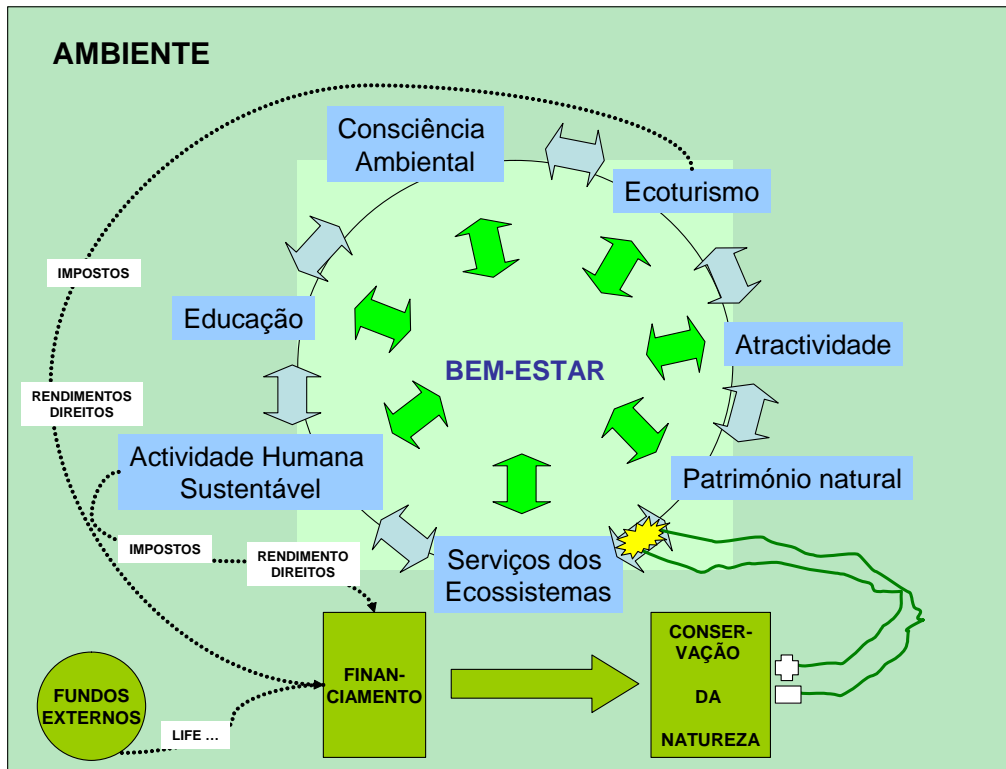 AMBIENTE
Consciência
Ambiental
Ecoturismo
IMPOSTOS
Educação
Atractividade
BEM-ESTAR
RENDIMENTOS
DIREITOS
Actividade Humana
Sustentável
Património natural
IMPOSTOS
RENDIMENTO
DIREITOS
Serviços dos
Ecossistemas
FUNDOS
EXTERNOS
LIFE ...
FINAN-
CIAMENTO
CONSER-
VAÇÃO
DA
NATUREZA